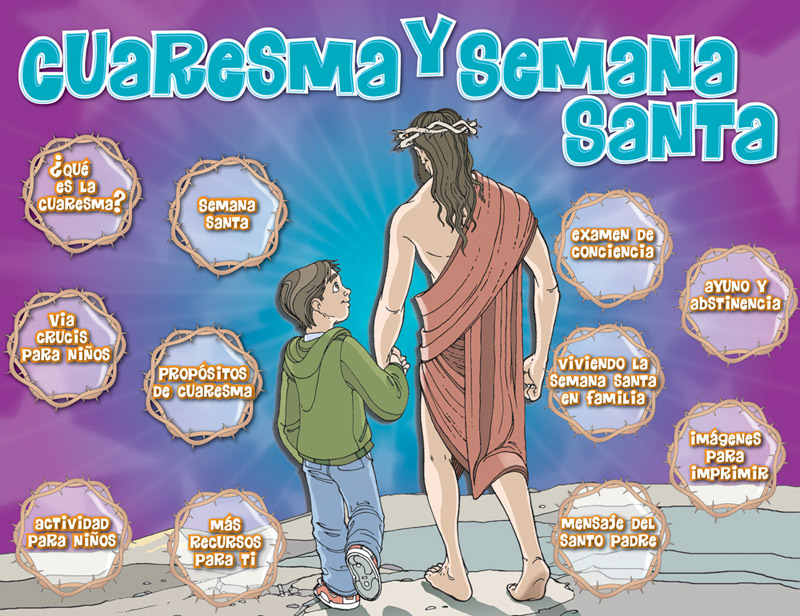 CUARESMA Y SEMANA
SANTA
¿QUÉ
ES LA
CUARESMA?
SEMANA
SANTA
VIA
CRUCIS
PARA NIÑOS
PROPÓSITOS
DE CUARESMA
ACTIVIDAD
PARA NIÑOS
MÁS
RECURSOS
PARA TI
EXAMEN DE
CONCIENCIA
AYUNO Y
ABSTINENCIA
VIVIENDO LA
SEMANA SANTA
EN FAMILIA
IMÁGENES
PARA
IMPRIMIR
MENSAJE DEL
SANTO PADRE